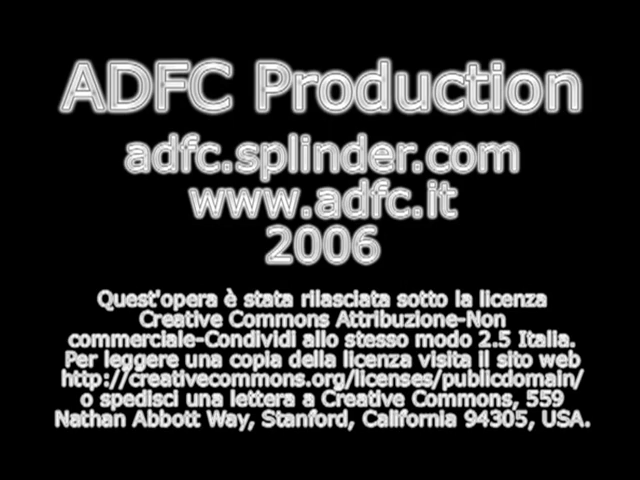 ADFC Production
adfc.splinder.com
www.adfc.it
2006
Quest'opera è stata rilasciata sotto la licenza
Creative Commons Attribuzione-Non
commerciale-Condividi allo stesso modo 2.5 Italia.
Per leggere una copia della licenza visita il sito web
http://creativecommons.org/licenses/publicdomain/
o spedisci una lettera a Creative Commons, 559
Nathan Abbott Way, Stanford, California 94305, USA.